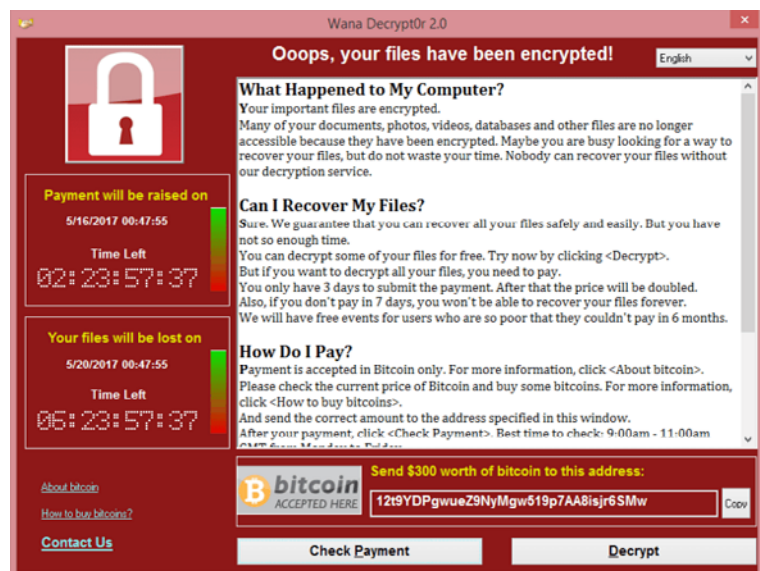 Wana Decrypt0r 2.0
Ooops, your files have been encrypted!
English
What Happened to My Computer?
Your important files are encrypted.
Many of your documents, photos, videos, databases and other files are no longer
accessible because they have been encrypted. Maybe you are busy looking for a way to
recover your files, but do not waste your time. Nobody can recover your files without
our decryption service.
Can I Recover My Files?
Sure. We guarantee that you can recover all your files safely and easily. But you have
not so enough time.
You can decrypt some of your files for free. Try now by clicking <Decrypt>.
But if you want to decrypt all your files, you need to pay.
You only have 3 days to submit the payment. After that the price will be doubled.
Also, if you don't pay in 7 days, you won't be able to recover your files forever.
We will have free events for users who are so poor that they couldn't pay in 6 months.
How Do I Pay?
Payment is accepted in Bitcoin only. For more information, click <About bitcoin>.
Please check the current price of Bitcoin and buy some bitcoins. For more information,
click <How to buy bitcoins>.
And send the correct amount to the address specified in this window.
After your payment, click <Check Payment>. Best time to check: 9:00am - 11:00am
GMT from Monday to Friday.
Payment will be raised on
5/16/2017 00:47:55
Time Left
02:23:57:37
Your files will be lost on
5/20/2017 00:47:55
Time Left
06:23:57:37
About bitcoin
How to buy bitcoins?
Contact Us
bitcoin
ACCEPTED HERE
Send $300 worth of bitcoin to this address:
12t9YDPgwueZ9NyMgw519p7AA8isjr6SMw
Copy
Check Payment
Decrypt